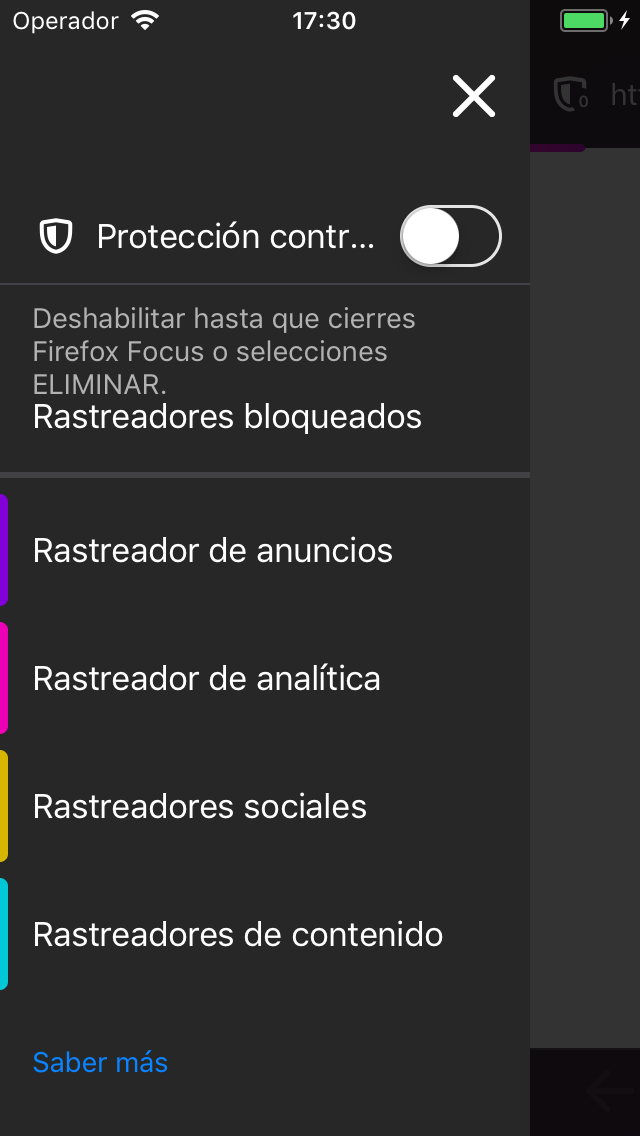 Operador 17:30
0 ht
Protección contr...
Deshabilitar hasta que cierres
Firefox Focus o selecciones
ELIMINAR.
Rastreadores bloqueados
Rastreador de anuncios
Rastreador de analítica
Rastreadores sociales
Rastreadores de contenido
Saber más